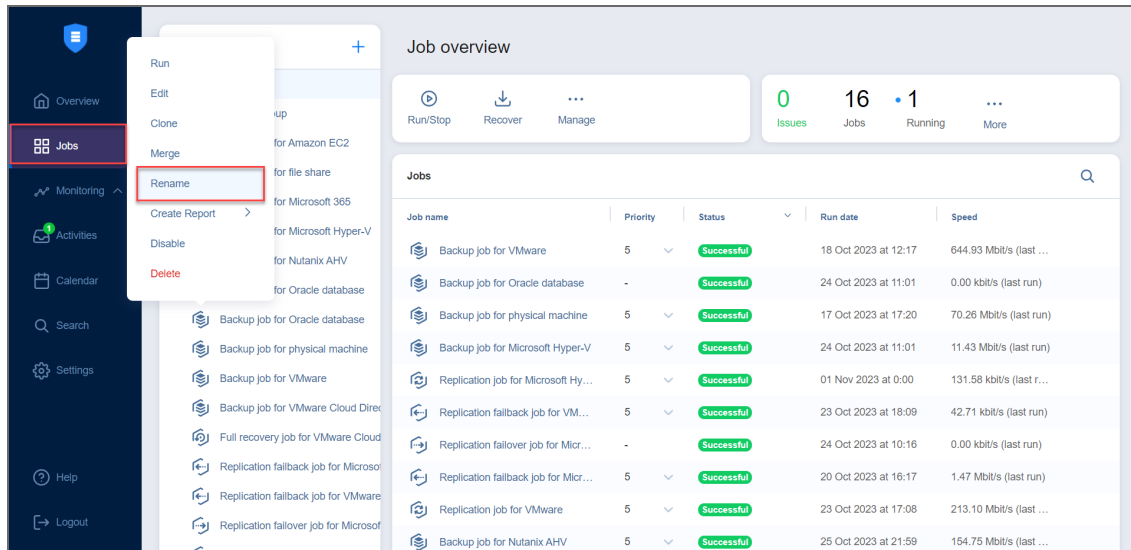 Overview
Jobs
Monitoring
1
Activities
Calendar
Search
Settings
Help
Logout
Run
Edit
Clone
Merge
Rename
Create Report
Disable
Delete
+
for Amazon EC2
for file share
for Microsoft 365
for Microsoft Hyper-V
for Nutanix AHV
for Oracle database
Backup job for Oracle database
Backup job for physical machine
Backup job for VMware
Backup job for VMware Cloud Direc
Full recovery job for VMware Cloud
Replication failback job for Microsof
Replication failback job for VMware
Replication failover job for Microsof
Job overview
Run/Stop
Recover
Manage
0 Issues
16 Jobs
1 Running
More
Jobs
Job name Priority Status Run date Speed
Backup job for VMware 5 Successful 18 Oct 2023 at 12:17 644.93 Mbit/s (last ...
Backup job for Oracle database - Successful 24 Oct 2023 at 11:01 0.00 kbit/s (last run)
Backup job for physical machine 5 Successful 17 Oct 2023 at 17:20 70.26 Mbit/s (last run)
Backup job for Microsoft Hyper-V 5 Successful 24 Oct 2023 at 11:01 11.43 Mbit/s (last run)
Replication job for Microsoft Hy... 5 Successful 01 Nov 2023 at 0:00 131.58 kbit/s (last r...
Replication failback job for VM... 5 Successful 23 Oct 2023 at 18:09 42.71 kbit/s (last run)
Replication failover job for Micr... - Successful 24 Oct 2023 at 10:16 0.00 kbit/s (last run)
Replication failback job for Micr... 5 Successful 20 Oct 2023 at 16:17 1.47 Mbit/s (last run)
Replication job for VMware 5 Successful 23 Oct 2023 at 17:08 213.10 Mbit/s (last ...
Backup job for Nutanix AHV 5 Successful 25 Oct 2023 at 21:59 154.75 Mbit/s (last ...